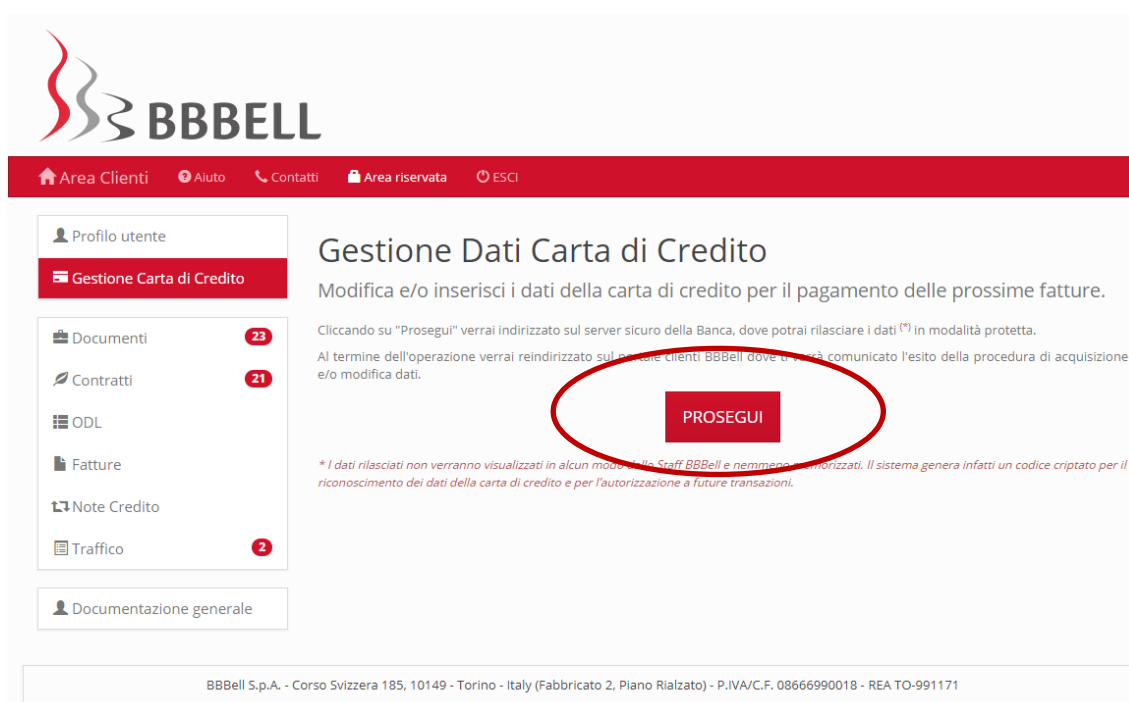 BBBELL
Area Clienti Aiuto Contatti Area riservata ESCI
Profilo utente
Gestione Carta di Credito
Documenti 23
Contratti 21
ODL
Fatture
Note Credito
Traffico 2
Documentazione generale
Gestione Dati Carta di Credito
Modifica e/o inserisci i dati della carta di credito per il pagamento delle prossime fatture.
Cliccando su "Prosegui" verrai indirizzato sul server sicuro della Banca, dove potrai rilasciare i dati (*) in modalità protetta.
Al termine dell'operazione verrai reindirizzato sul portale clienti BBBell dove ti verrà comunicato l'esito della procedura di acquisizione
e/o modifica dati.
PROSEGUI
* I dati rilasciati non verranno visualizzati in alcun modo dallo Staff BBBell e nemmeno memorizzati. Il sistema genera infatti un codice criptato per il
riconoscimento dei dati della carta di credito e per l'autorizzazione a future transazioni.
BBBell S.p.A. - Corso Svizzera 185, 10149 - Torino - Italy (Fabbricato 2, Piano Rialzato) - P.IVA/C.F. 08666990018 - REA TO-991171